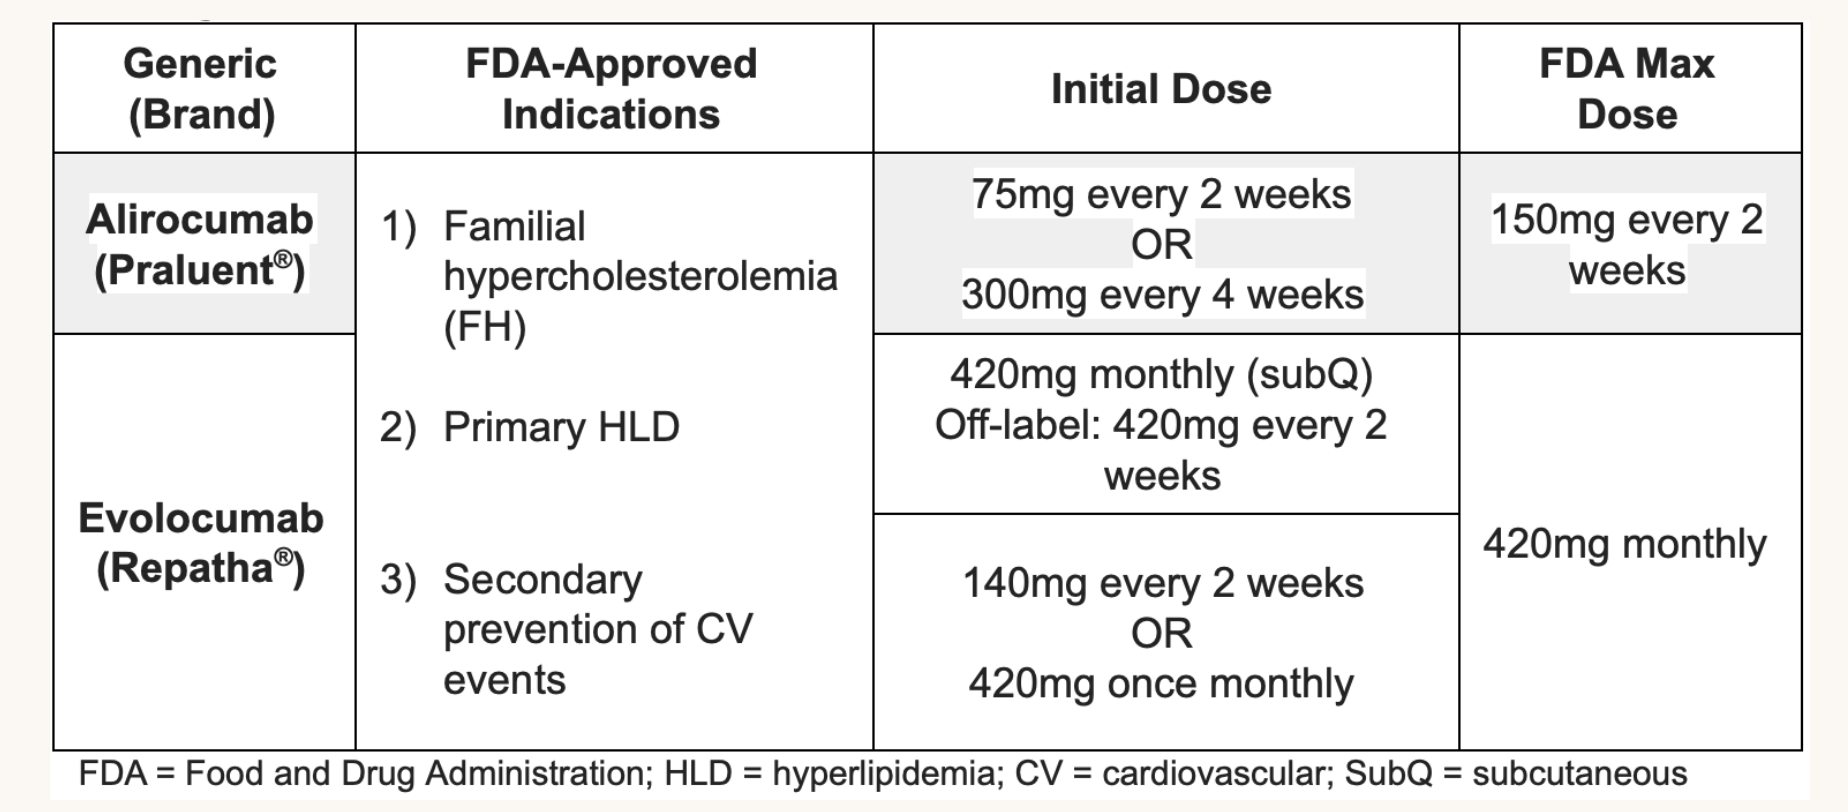 Generic
(Brand)
FDA-Approved
Indications
Initial Dose
FDA Max
Dose
Alirocumab
(Praluent®)
1) Familial
hypercholesterolemia
(FH)
2) Primary HLD
3) Secondary
prevention of CV
events
75mg every 2 weeks
OR
300mg every 4 weeks
150mg every 2
weeks
Evolocumab
(Repatha®)
420mg monthly (subQ)
Off-label: 420mg every 2
weeks
140mg every 2 weeks
OR
420mg once monthly
420mg monthly
FDA = Food and Drug Administration; HLD = hyperlipidemia; CV = cardiovascular; SubQ = subcutaneous